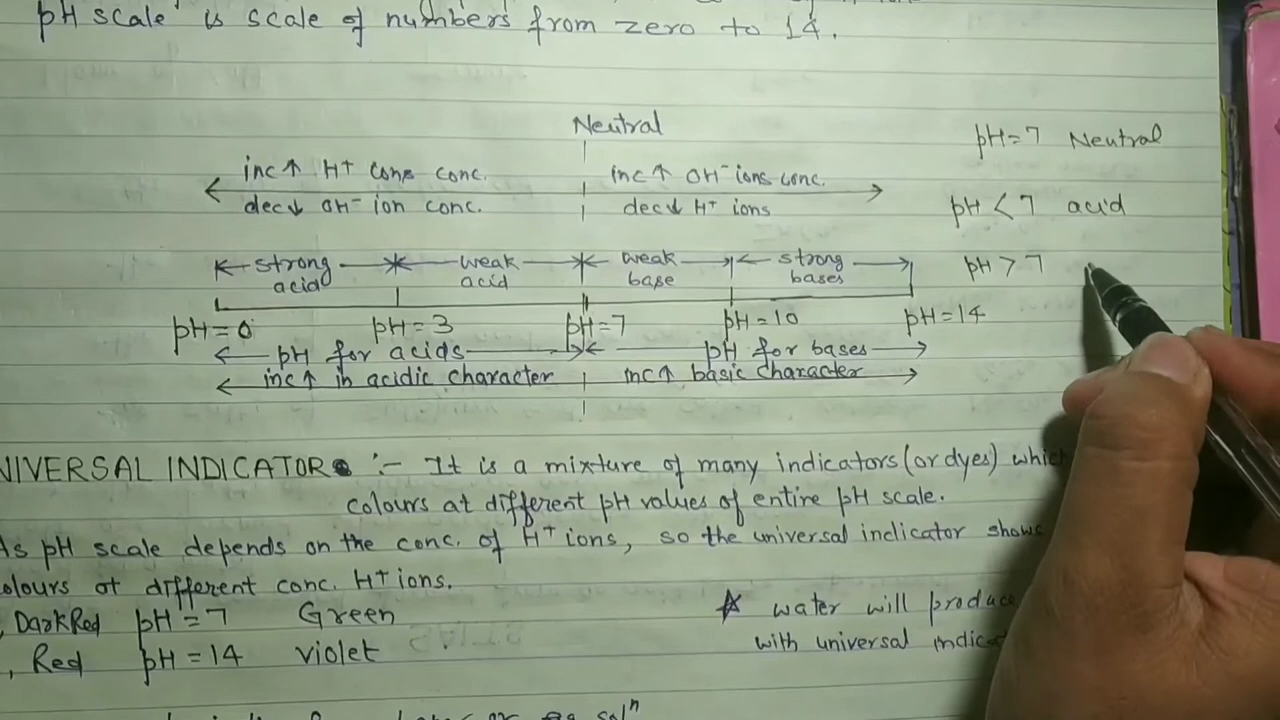 pH scale is scale of numbers from zero to 14.
Neutral
pH=7 Neutral
inc↑ H⁺ conc conc.
inc↑ OH⁻ ions conc.
dec↓ OH⁻ ion conc.
dec↓ H⁺ ions
pH < 7 acid
strong acid
weak acid
weak base
strong bases
pH > 7
pH=0
pH=3
pH=7
pH=10
pH=14
pH for acids
pH for bases
inc↑ in acidic character
inc↑ basic character
NIVERSAL INDICATOR :- It is a mixture of many indicators (or dyes) whic
colours at different pH values of entire pH scale.
As pH scale depends on the conc. of H⁺ ions, so the universal indicator shows
olours at different conc. H⁺ ions.
, Dark Red pH = 7 Green
, Red pH = 14 violet
★ water will produce
with universal indica
solⁿ